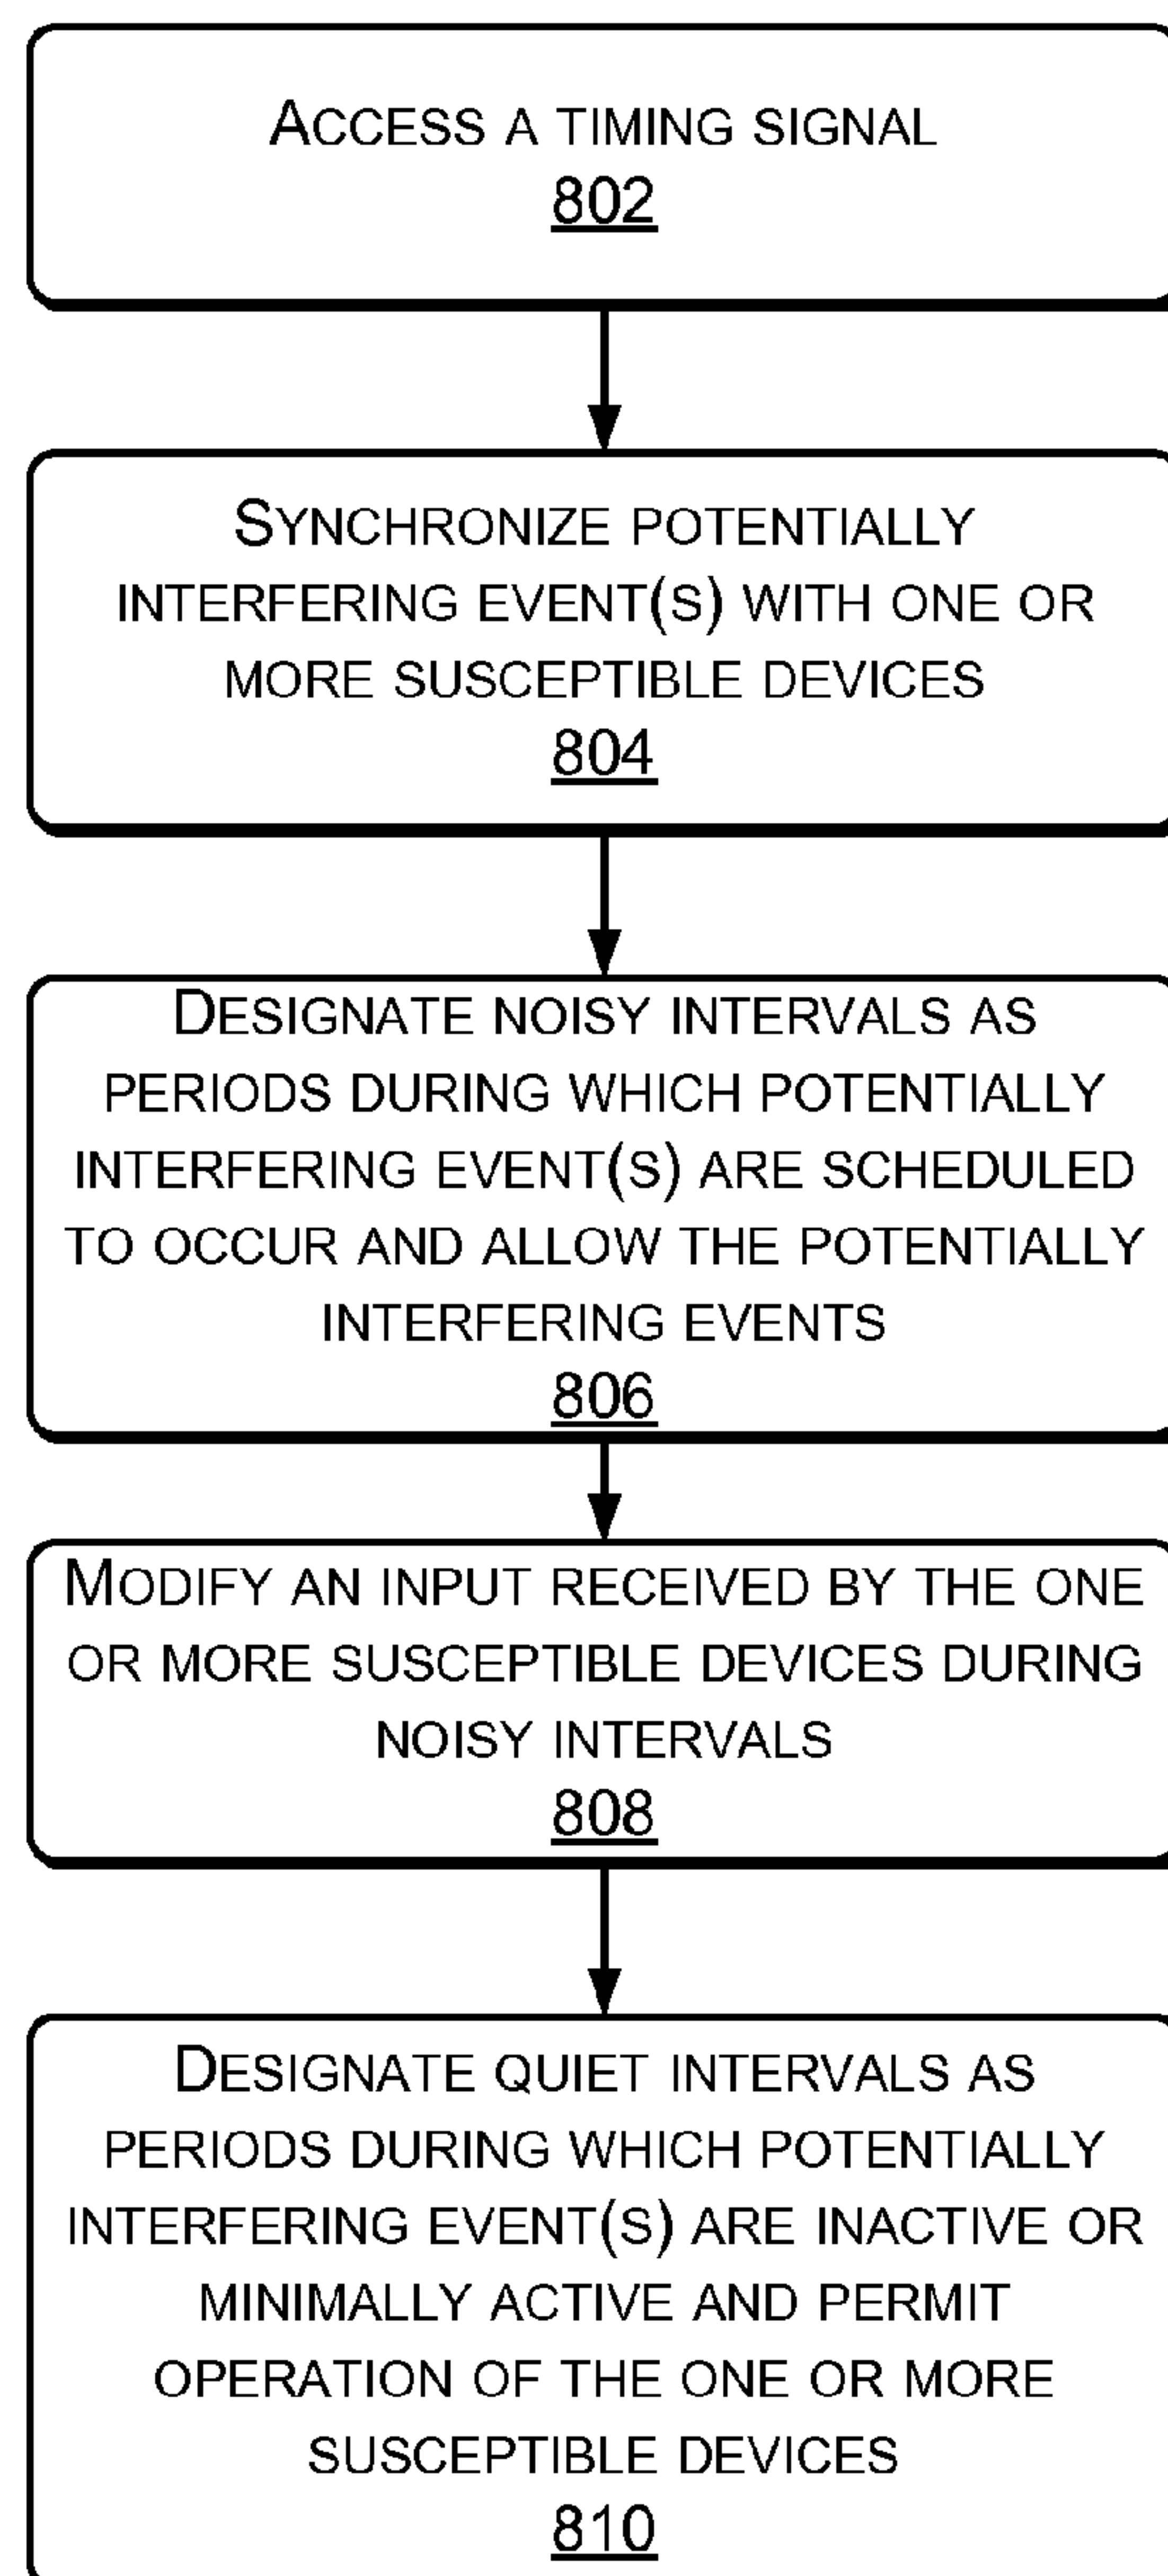 ACCESS A TIMING SIGNAL
802
SYNCHRONIZE POTENTIALLY
INTERFERING EVENT(S) WITH ONE OR
MORE SUSCEPTIBLE DEVICES
804
DESIGNATE NOISY INTERVALS AS
PERIODS DURING WHICH POTENTIALLY
INTERFERING EVENT(S) ARE SCHEDULED
TO OCCUR AND ALLOW THE POTENTIALLY
INTERFERING EVENTS
806
MODIFY AN INPUT RECEIVED BY THE ONE
OR MORE SUSCEPTIBLE DEVICES DURING
NOISY INTERVALS
808
DESIGNATE QUIET INTERVALS AS
PERIODS DURING WHICH POTENTIALLY
INTERFERING EVENT(S) ARE INACTIVE OR
MINIMALLY ACTIVE AND PERMIT
OPERATION OF THE ONE OR MORE
SUSCEPTIBLE DEVICES
810